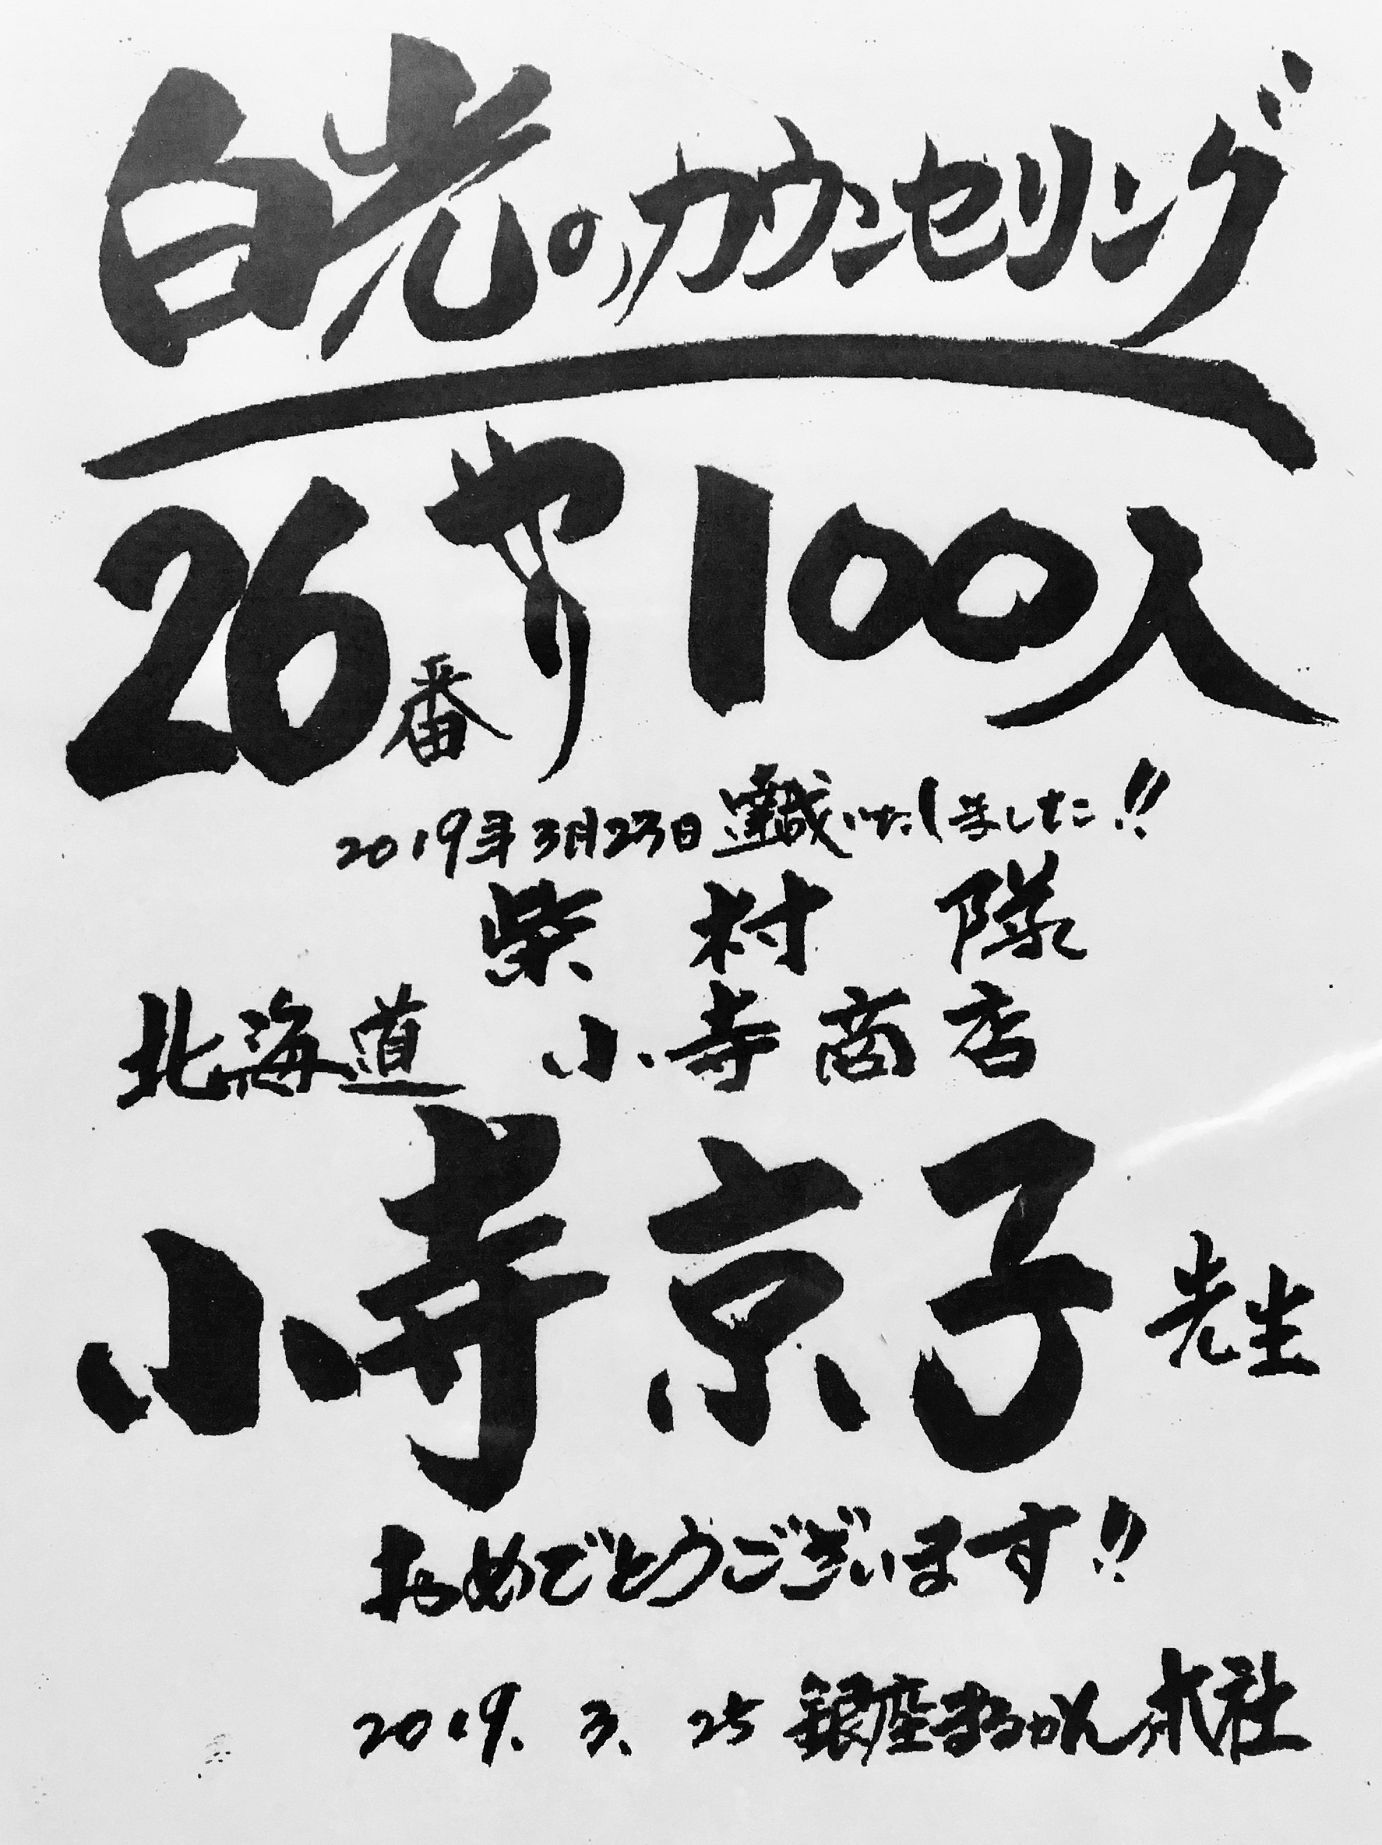 白光のカウンセリング
26番やり100人
2019年3月23日達成いたしました!!
柴村隊
北海道 小寺商店
小寺京子先生
おめでとうございます!!
2019.3.25 銀座まるかん本社